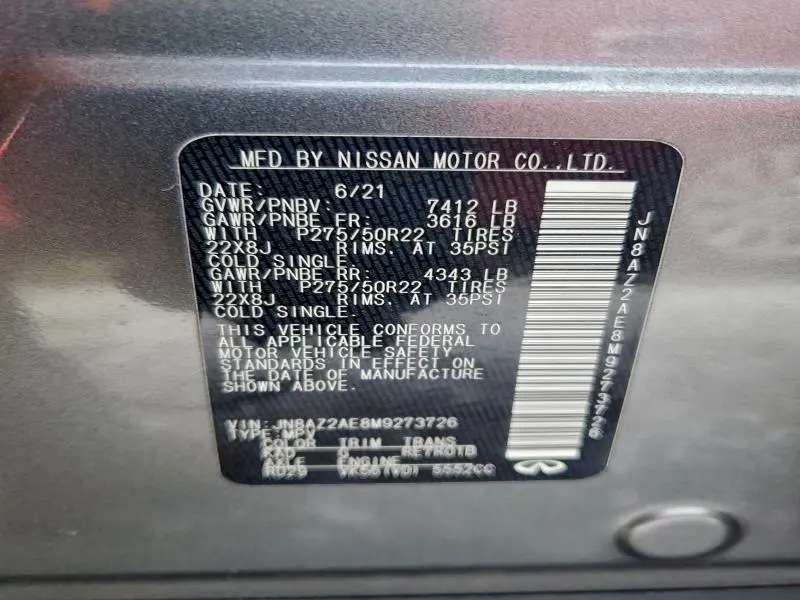 MFD BY NISSAN MOTOR CO.,LTD.
DATE: 6/21
GVWR/PNBV: 7412 LB
GAWR/PNBE FR: 3616 LB
WITH P275/50R22 TIRES
22X8J RIMS. AT 35PSI
COLD SINGLE.
GAWR/PNBE RR: 4343 LB
WITH P275/50R22 TIRES
22X8J RIMS. AT 35PSI
COLD SINGLE.
THIS VEHICLE CONFORMS TO
ALL APPLICABLE FEDERAL
MOTOR VEHICLE SAFETY
STANDARDS IN EFFECT ON
THE DATE OF MANUFACTURE
SHOWN ABOVE.
VIN:JN8AZ2AE8M9273726
TYPE:MPV
COLOR TRIM TRANS
KAD RE7R01B
AXLE ENGINE
RD29 5552CC
JN8AZ2AE8M9273726